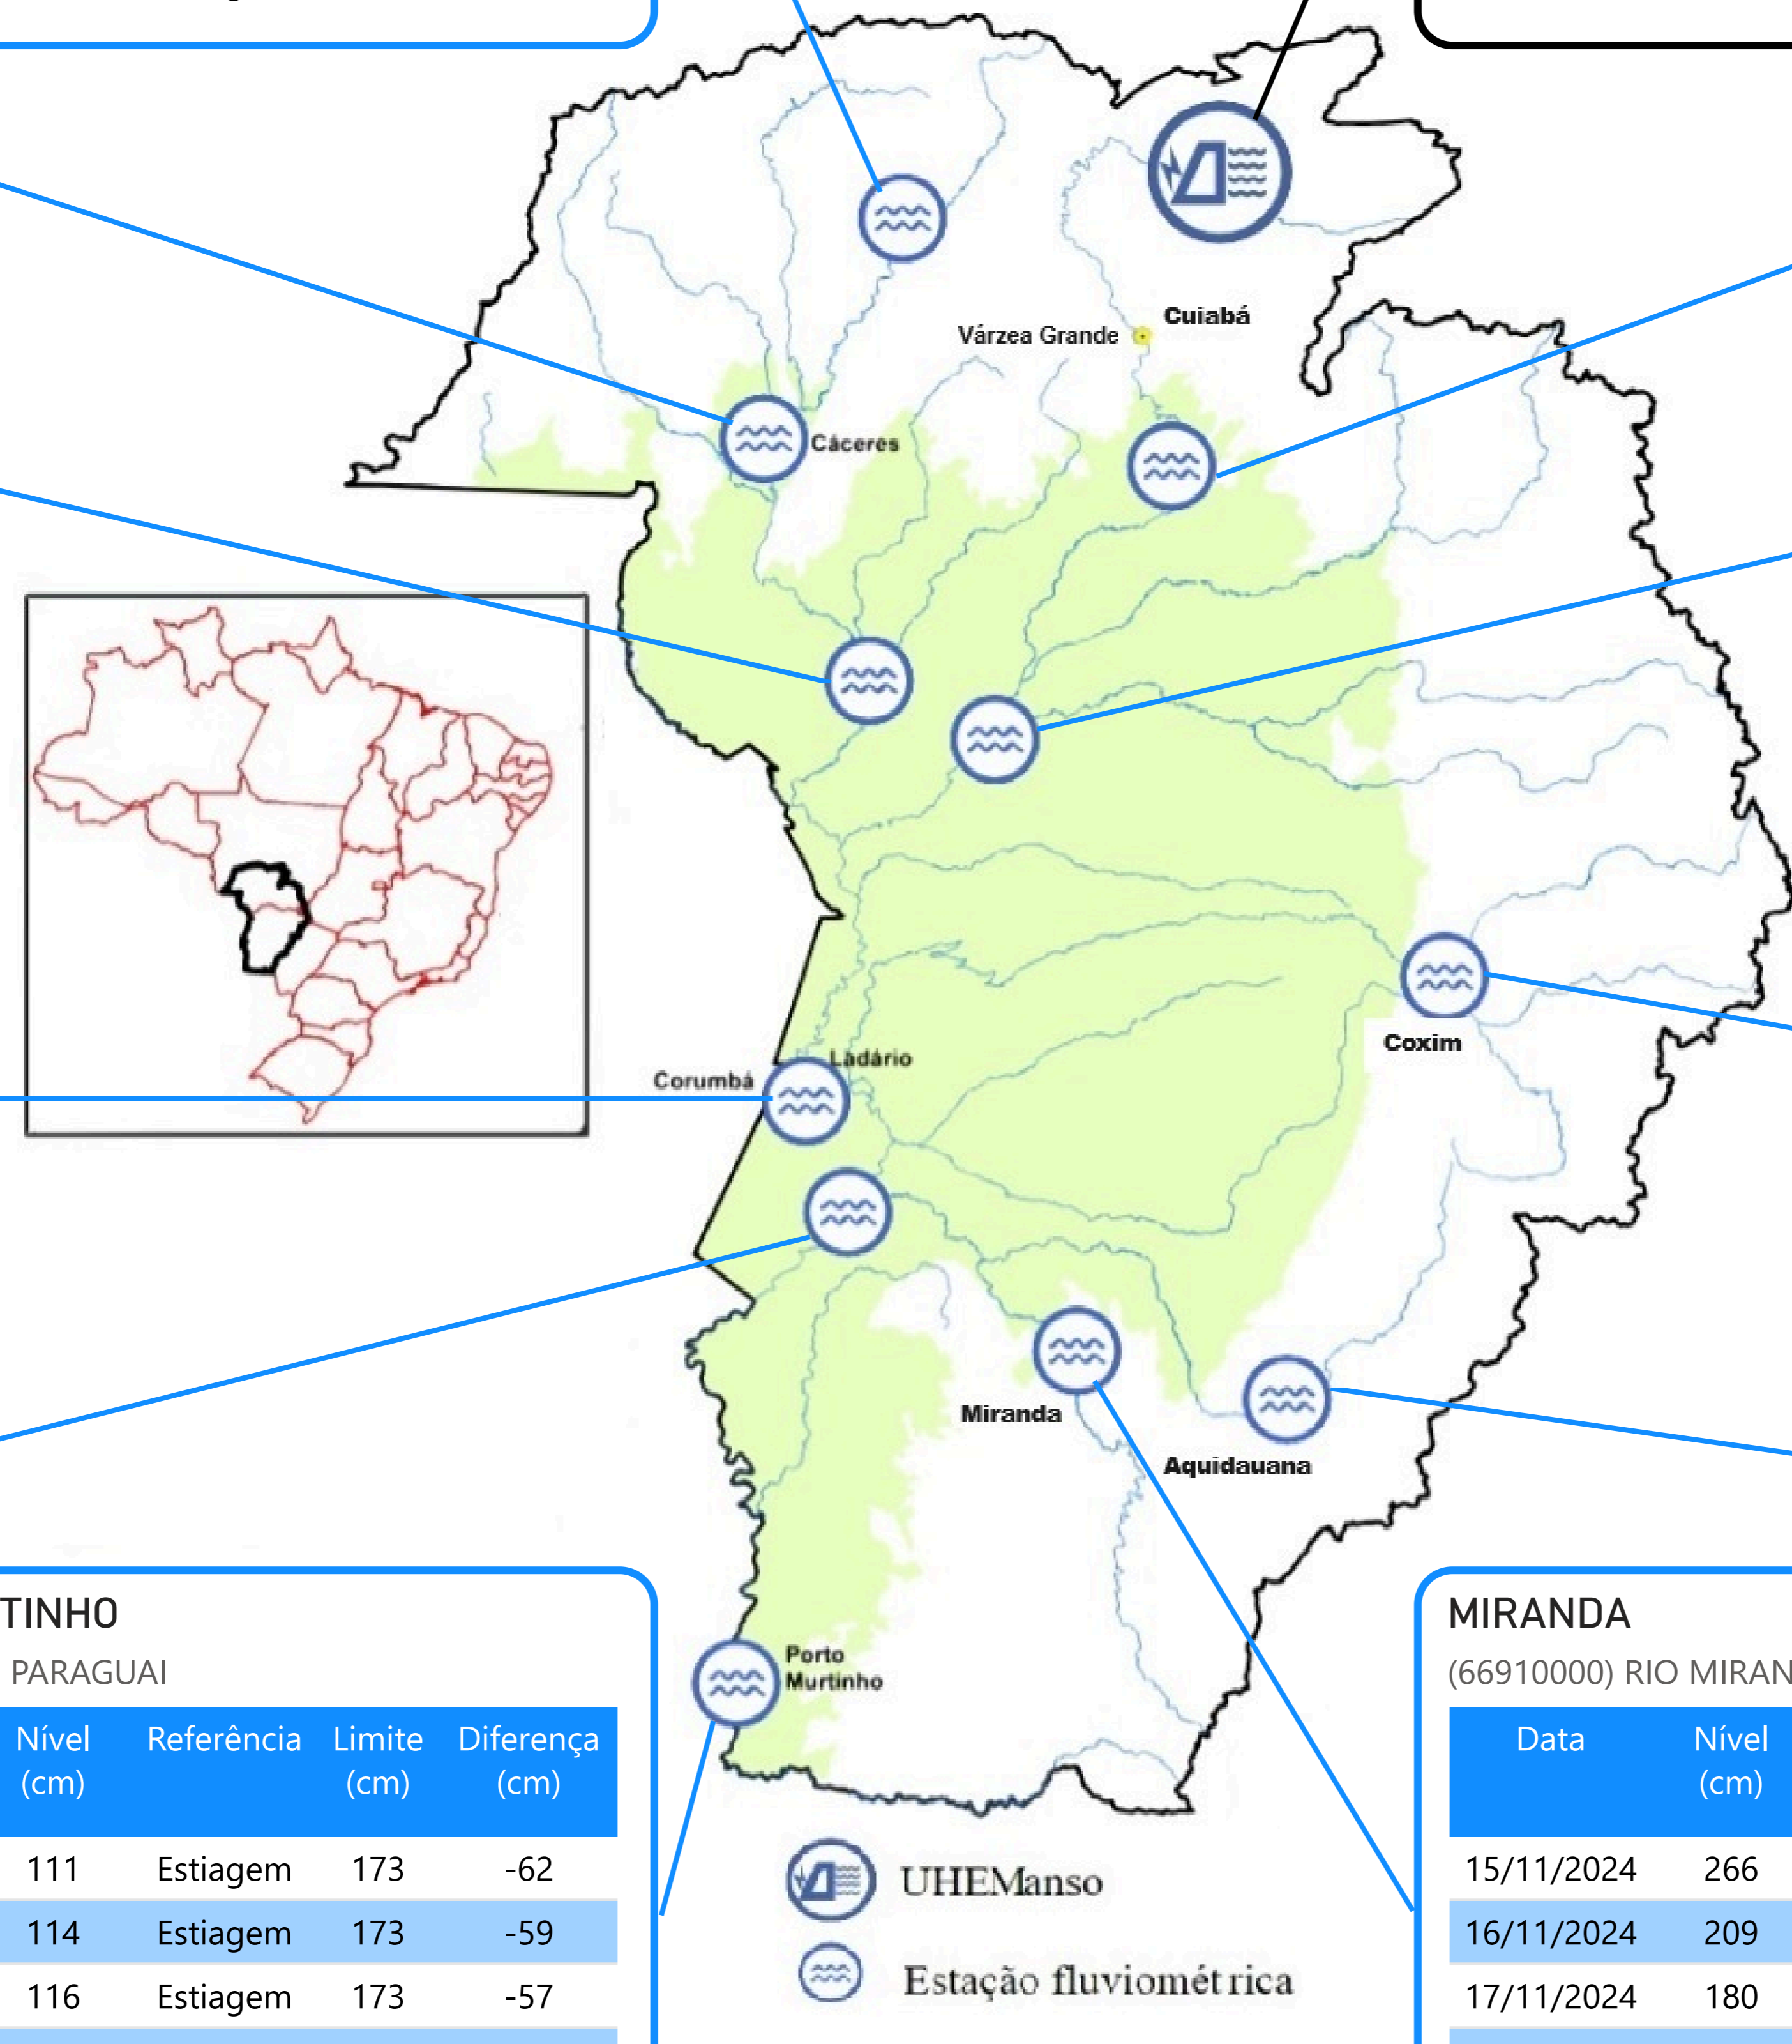 Várzea Grande
Cuiabá
Cáceres
Coxim
Ladário
Corumbá
Miranda
Aquidauana
Porto
Murtinho
TINHO
PARAGUAI
Nível (cm) Referência Limite (cm) Diferença (cm)
111 Estiagem 173 -62
114 Estiagem 173 -59
116 Estiagem 173 -57
UHEManso
Estação fluviométrica
MIRANDA
(66910000) RIO MIRAN
Data Nível (cm)
15/11/2024 266
16/11/2024 209
17/11/2024 180